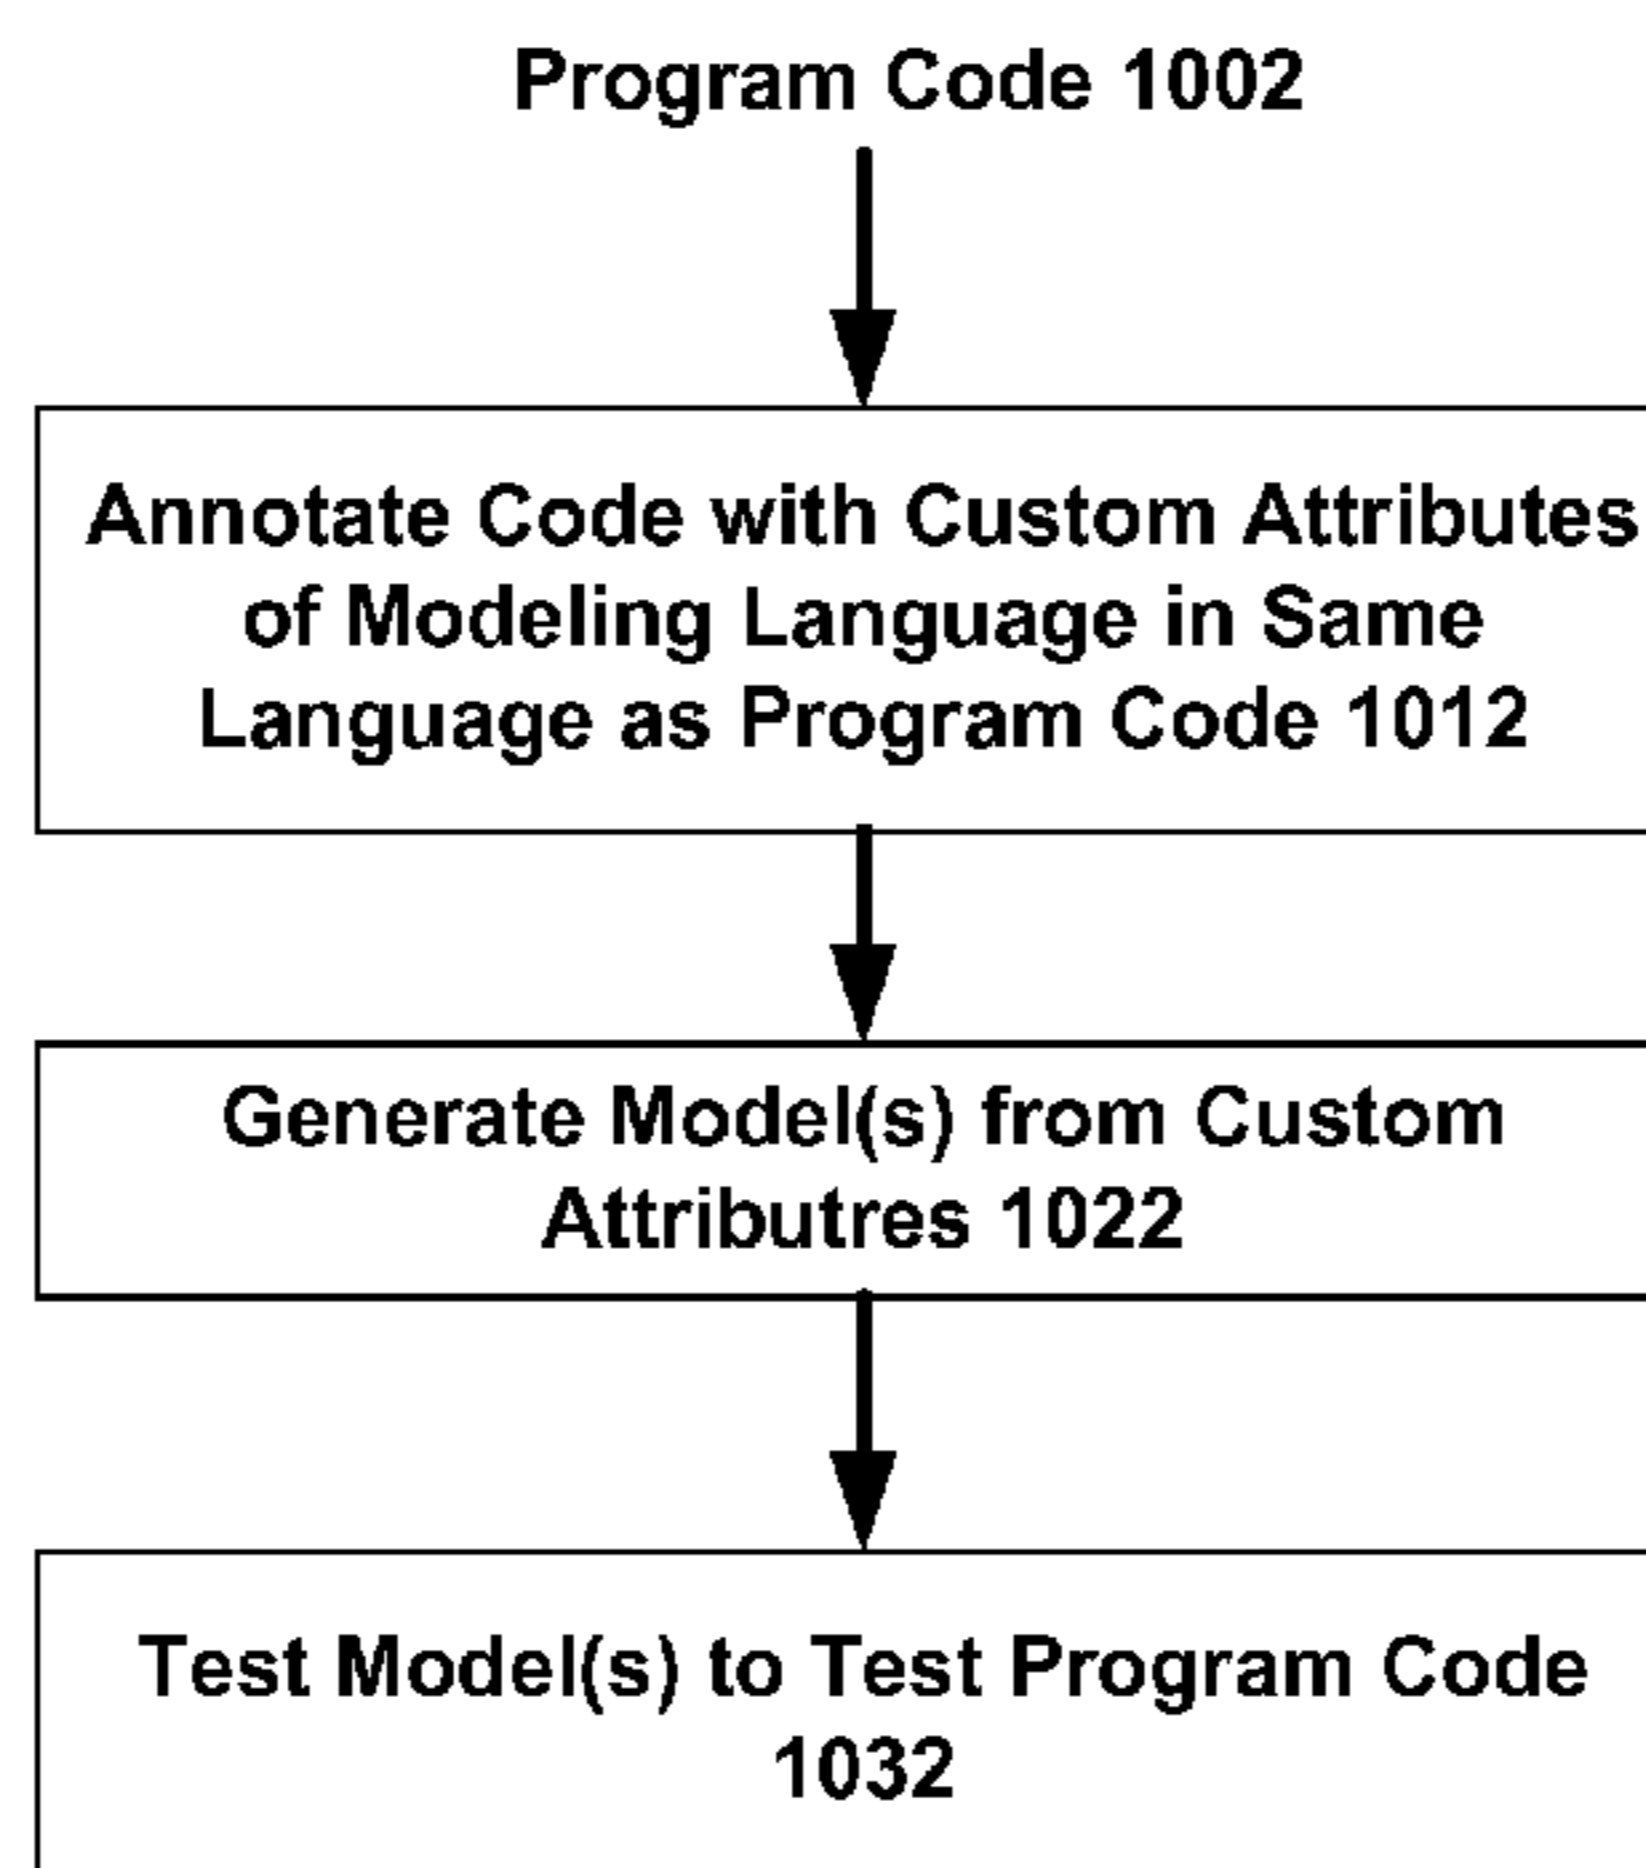 Program Code 1002
Annotate Code with Custom Attributes
of Modeling Language in Same
Language as Program Code 1012
Generate Model(s) from Custom
Attributres 1022
Test Model(s) to Test Program Code
1032